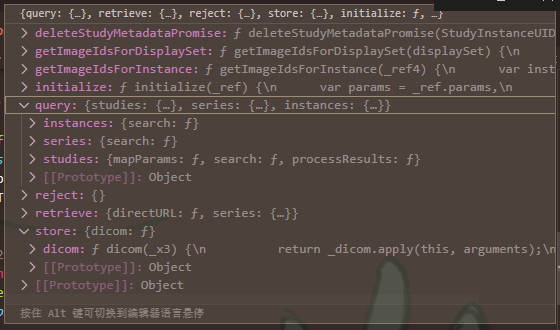 {query: {…}, retrieve: {…}, reject: {…}, store: {…}, initialize: ƒ, …}
deleteStudyMetadataPromise: ƒ deleteStudyMetadataPromise(StudyInstanceUID
getImageIdsForDisplaySet: ƒ getImageIdsForDisplaySet(displaySet) {\n
getImageIdsForInstance: ƒ getImageIdsForInstance(_ref4) {\n var inst
initialize: ƒ initialize(_ref) {\n var params = _ref.params,\n
query: {studies: {…}, series: {…}, instances: {…}}
instances: {search: ƒ}
series: {search: ƒ}
studies: {mapParams: ƒ, search: ƒ, processResults: ƒ}
[[Prototype]]: Object
reject: {}
retrieve: {directURL: ƒ, series: {…}}
store: {dicom: ƒ}
dicom: ƒ dicom(_x3) {\n return _dicom.apply(this, arguments);\n
[[Prototype]]: Object
[[Prototype]]: Object
按住 Alt 键可切换到编辑器语言悬停